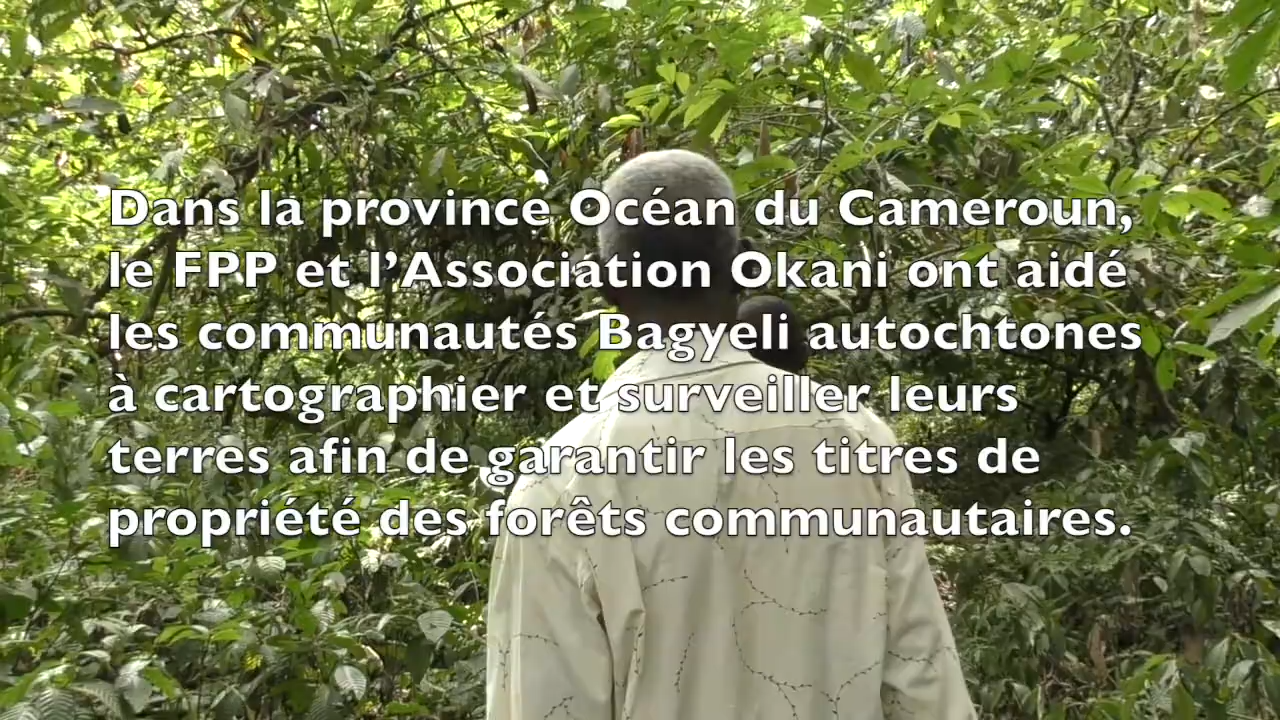 Dans la province Océan du Cameroun,
le FPP et l’Association Okani ont aidé
les communautés Bagyeli autochtones
à cartographier et surveiller leurs
terres afin de garantir les titres de
propriété des forêts communautaires.